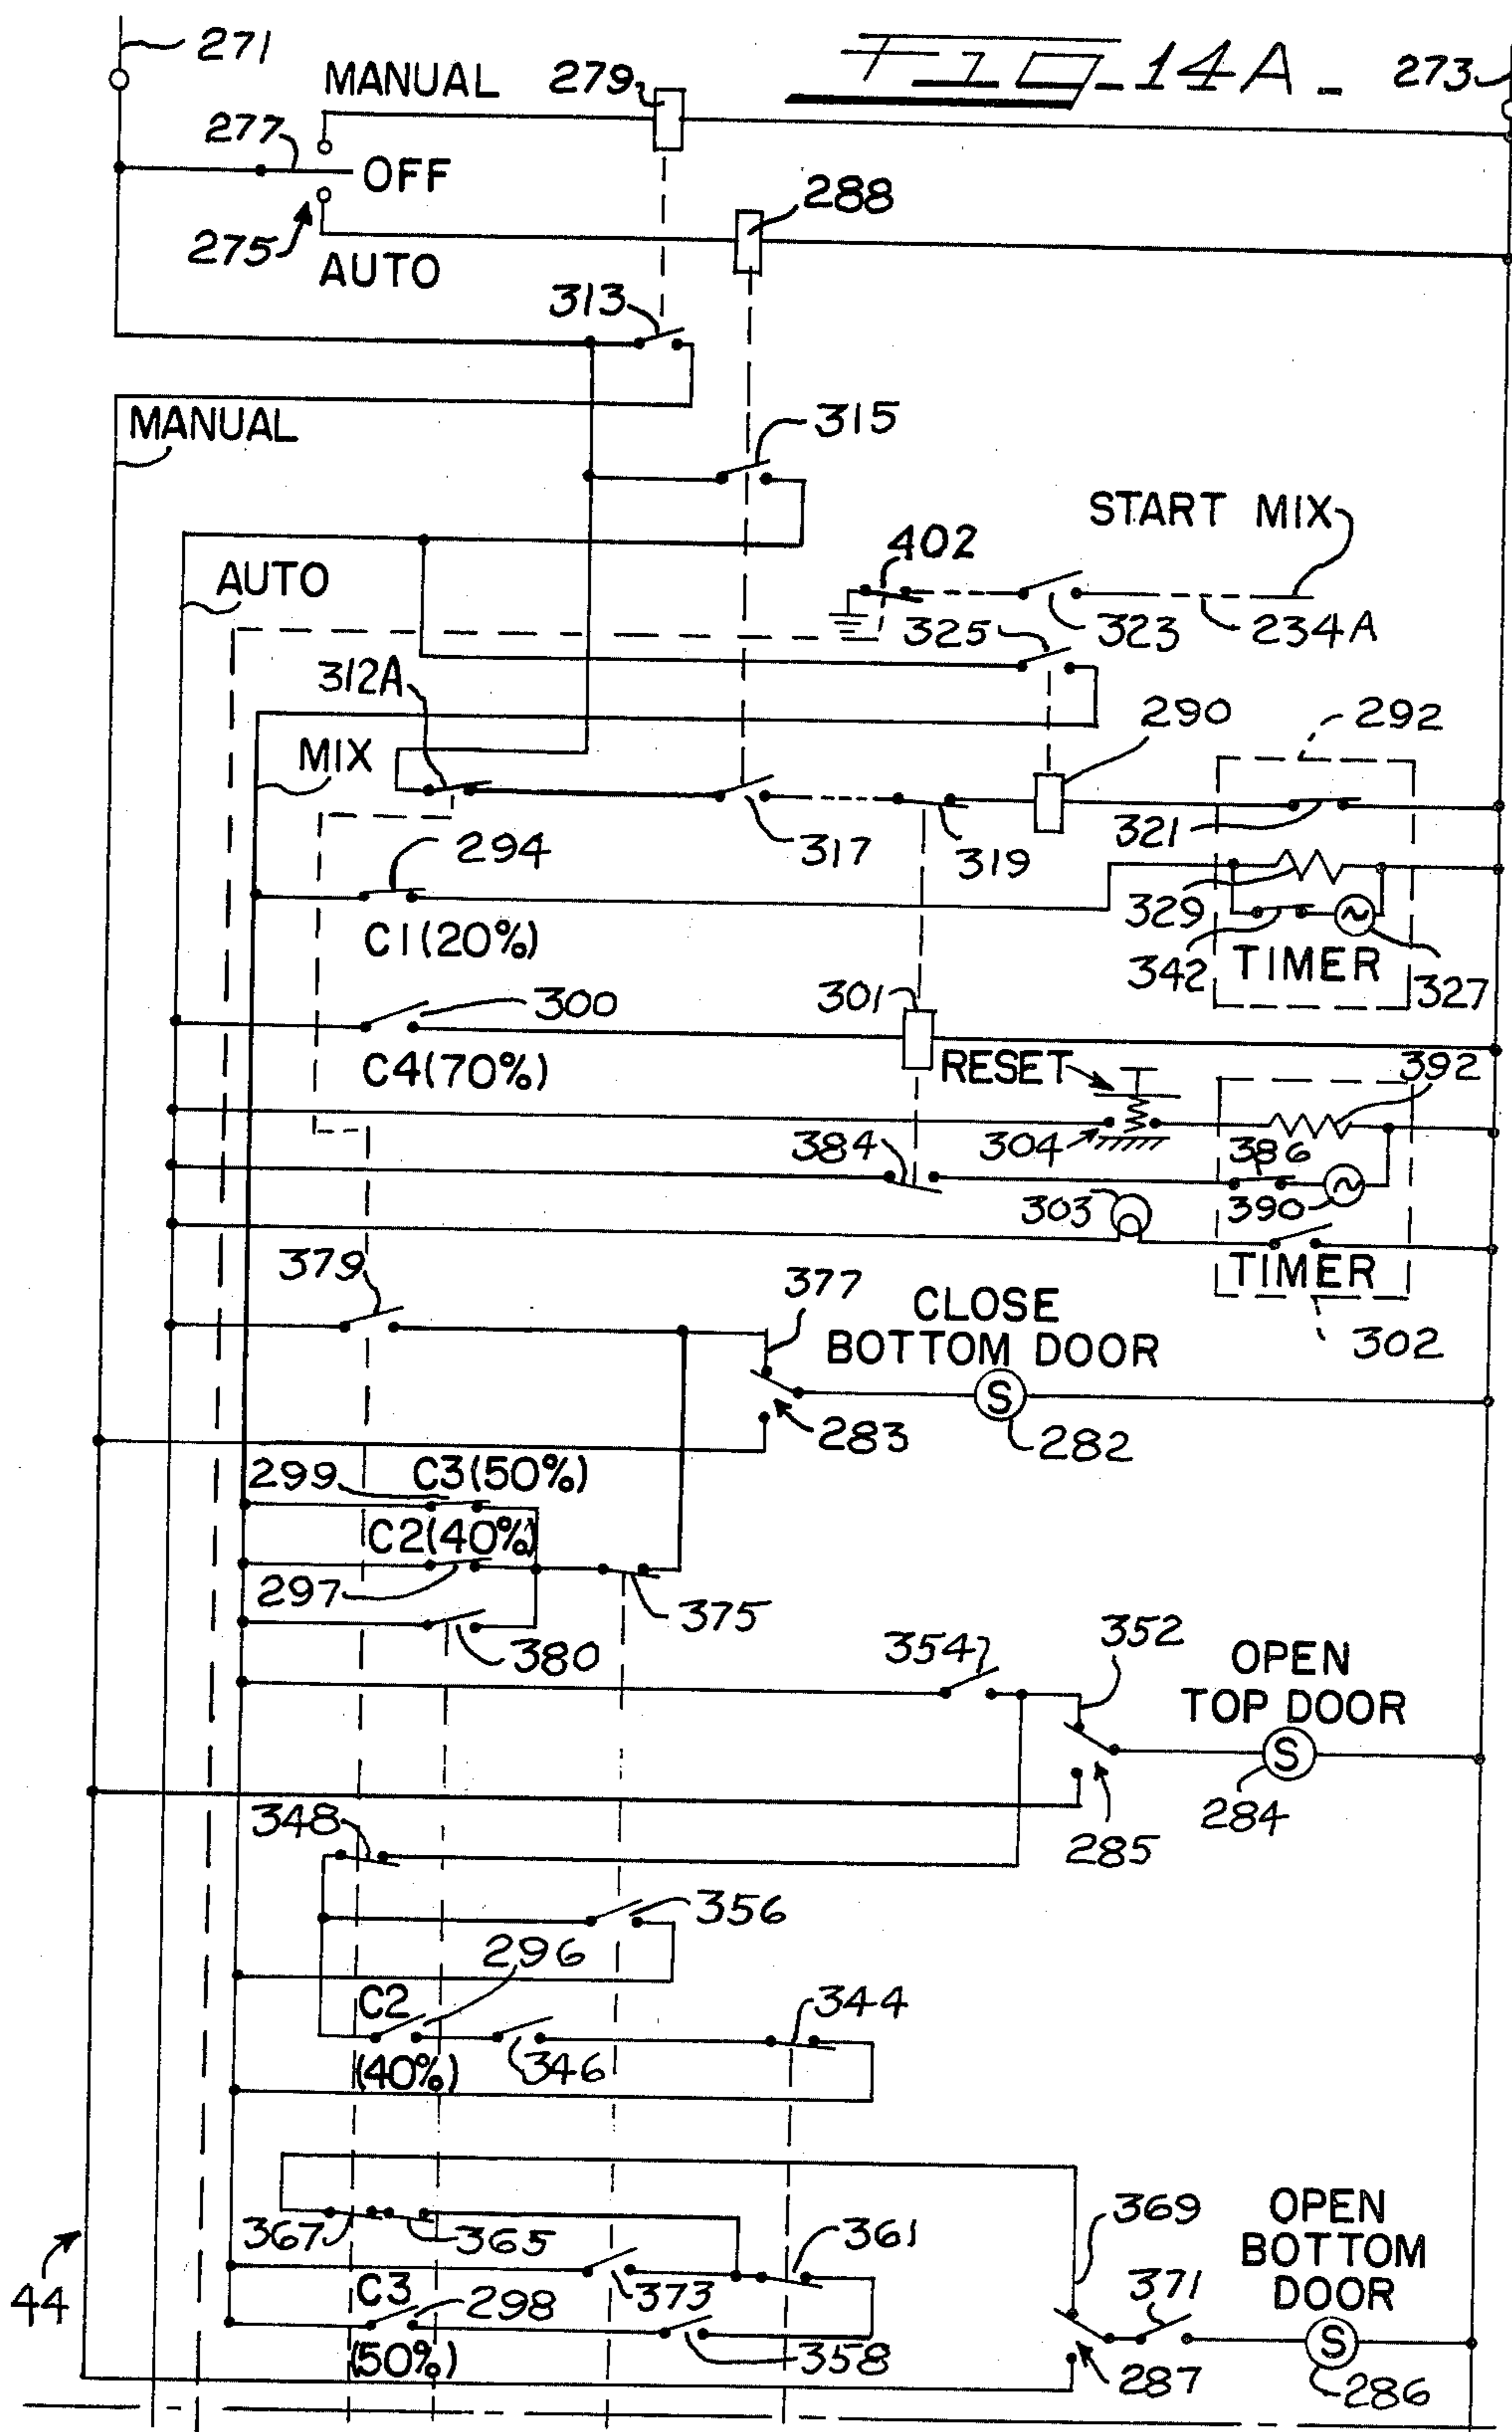 271
MANUAL
279
FIG-14A-
273
277
OFF
288
275
AUTO
313
MANUAL
315
START MIX
402
AUTO
325
323
234A
312A
290
292
MIX
294
317
319
321
329
C1(20%)
342
TIMER
327
300
301
C4(70%)
RESET
392
304
384
386
303
390
379
TIMER
377
CLOSE
BOTTOM DOOR
302
S
283
282
299
C3(50%)
C2(40%)
297
375
380
354
352
OPEN
TOP DOOR
S
284
348
285
356
296
C2
344
(40%)
346
369
OPEN
BOTTOM
DOOR
367
365
361
371
44
C3
298
373
S
(50%)
358
287
286